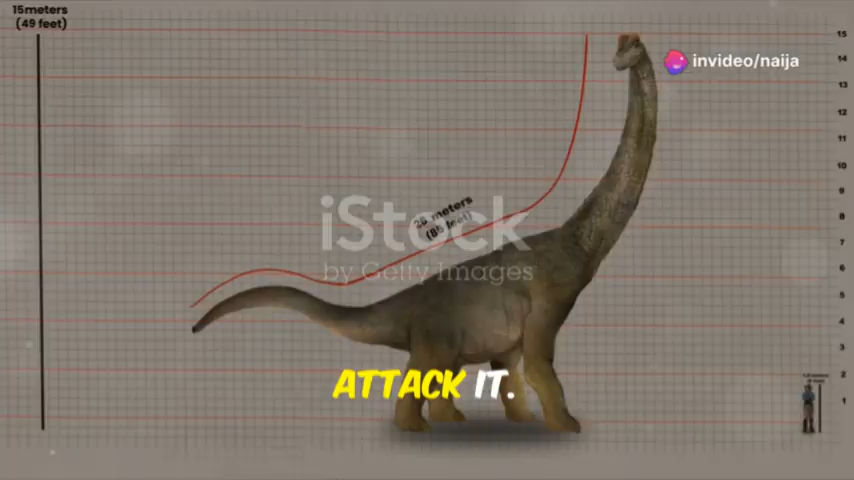 15meters
(49 feet)
15
invideo/naija
14
13
12
11
10
9
8
7
6
5
4
3
2
1
26 meters
(85 feet)
iStock
by Getty Images
ATTACK IT.